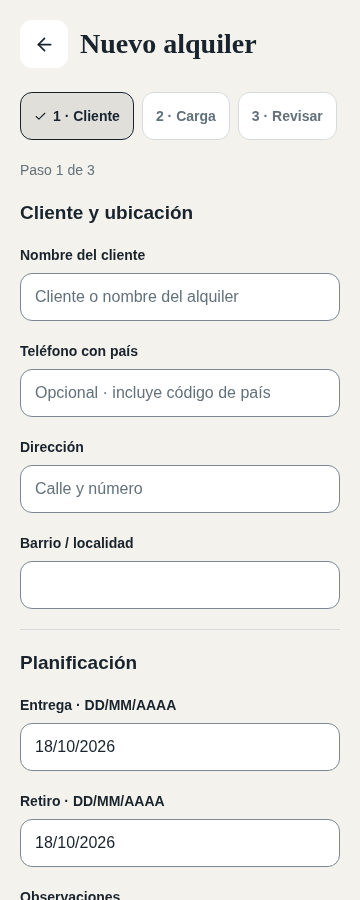 Nuevo alquiler
1 · Cliente
2 · Carga
3 · Revisar
Paso 1 de 3
Cliente y ubicación
Nombre del cliente
Cliente o nombre del alquiler
Teléfono con país
Opcional · incluye código de país
Dirección
Calle y número
Barrio / localidad
Planificación
Entrega · DD/MM/AAAA
18/10/2026
Retiro · DD/MM/AAAA
18/10/2026
Observaciones